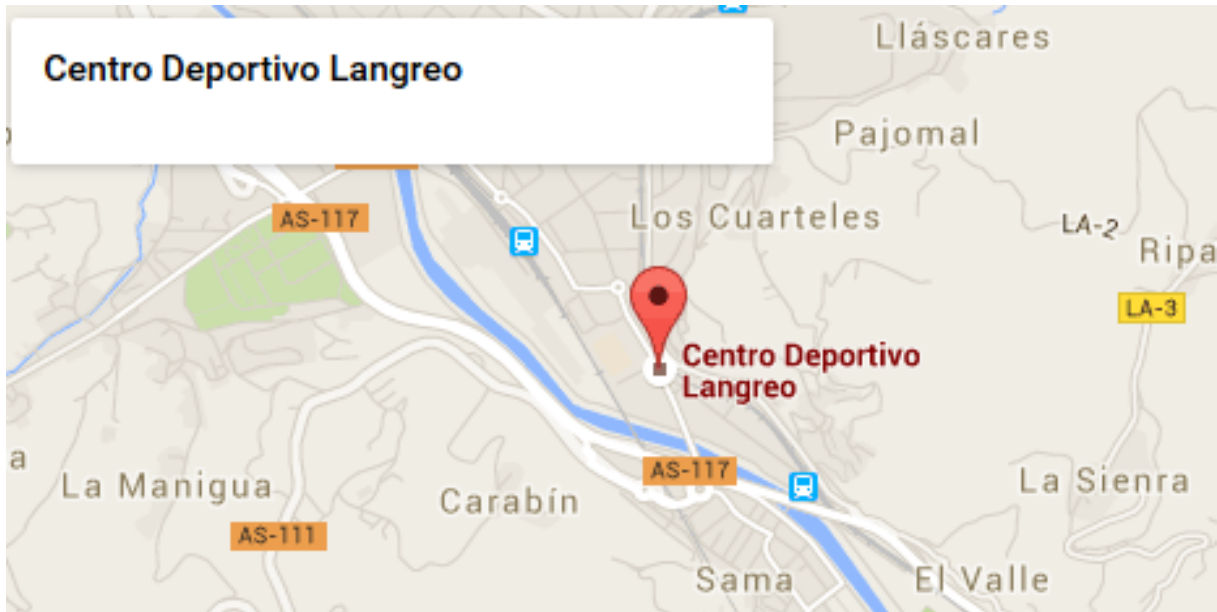 Centro Deportivo Langreo
Lláscares
Pajomal
AS-117
Los Cuarteles
LA-2
Ripa
LA-3
Centro Deportivo
Langreo
a
La Manigua
Carabín
AS-117
La Sienra
AS-111
Sama
El Valle